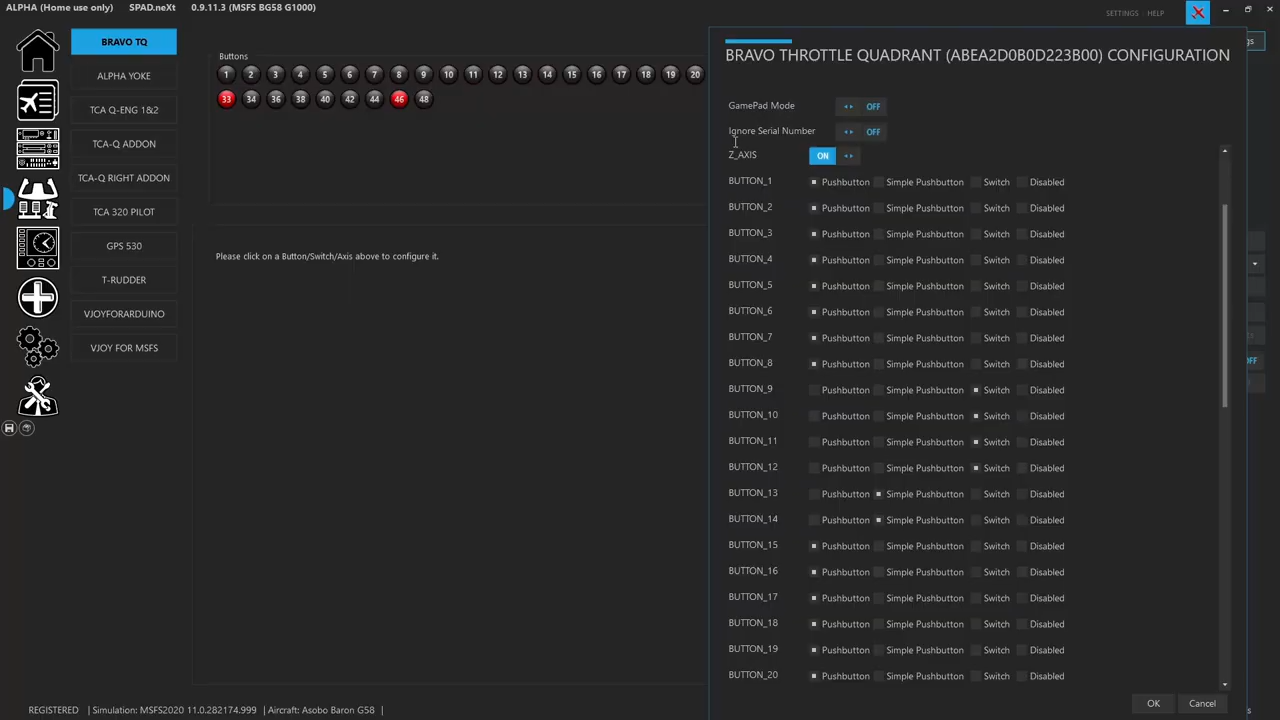 ALPHA (Home use only) SPAD.neXt 0.9.11.3 (MSFS BG58 G1000)
SETTINGS - HELP
BRAVO TQ
ALPHA YOKE
TCA Q-ENG 1&2
TCA-Q ADDON
TCA-Q RIGHT ADDON
TCA 320 PILOT
GPS 530
T-RUDDER
VJOYFORARDUINO
VJOY FOR MSFS
Buttons
1 2 3 4 5 6 7 8 9 10 11 12 13 14 15 16 17 18 19 20
33 34 36 38 40 42 44 46 48
Please click on a Button/Switch/Axis above to configure it.
BRAVO THROTTLE QUADRANT (ABEA2D0B0D223B00) CONFIGURATION
GamePad Mode OFF
Ignore Serial Number OFF
Z_AXIS ON
BUTTON_1 Pushbutton Simple Pushbutton Switch Disabled
BUTTON_2 Pushbutton Simple Pushbutton Switch Disabled
BUTTON_3 Pushbutton Simple Pushbutton Switch Disabled
BUTTON_4 Pushbutton Simple Pushbutton Switch Disabled
BUTTON_5 Pushbutton Simple Pushbutton Switch Disabled
BUTTON_6 Pushbutton Simple Pushbutton Switch Disabled
BUTTON_7 Pushbutton Simple Pushbutton Switch Disabled
BUTTON_8 Pushbutton Simple Pushbutton Switch Disabled
BUTTON_9 Pushbutton Simple Pushbutton Switch Disabled
BUTTON_10 Pushbutton Simple Pushbutton Switch Disabled
BUTTON_11 Pushbutton Simple Pushbutton Switch Disabled
BUTTON_12 Pushbutton Simple Pushbutton Switch Disabled
BUTTON_13 Pushbutton Simple Pushbutton Switch Disabled
BUTTON_14 Pushbutton Simple Pushbutton Switch Disabled
BUTTON_15 Pushbutton Simple Pushbutton Switch Disabled
BUTTON_16 Pushbutton Simple Pushbutton Switch Disabled
BUTTON_17 Pushbutton Simple Pushbutton Switch Disabled
BUTTON_18 Pushbutton Simple Pushbutton Switch Disabled
BUTTON_19 Pushbutton Simple Pushbutton Switch Disabled
BUTTON_20 Pushbutton Simple Pushbutton Switch Disabled
OK Cancel
REGISTERED | Simulation: MSFS2020 11.0.282174.999 | Aircraft: Asobo Baron G58 |